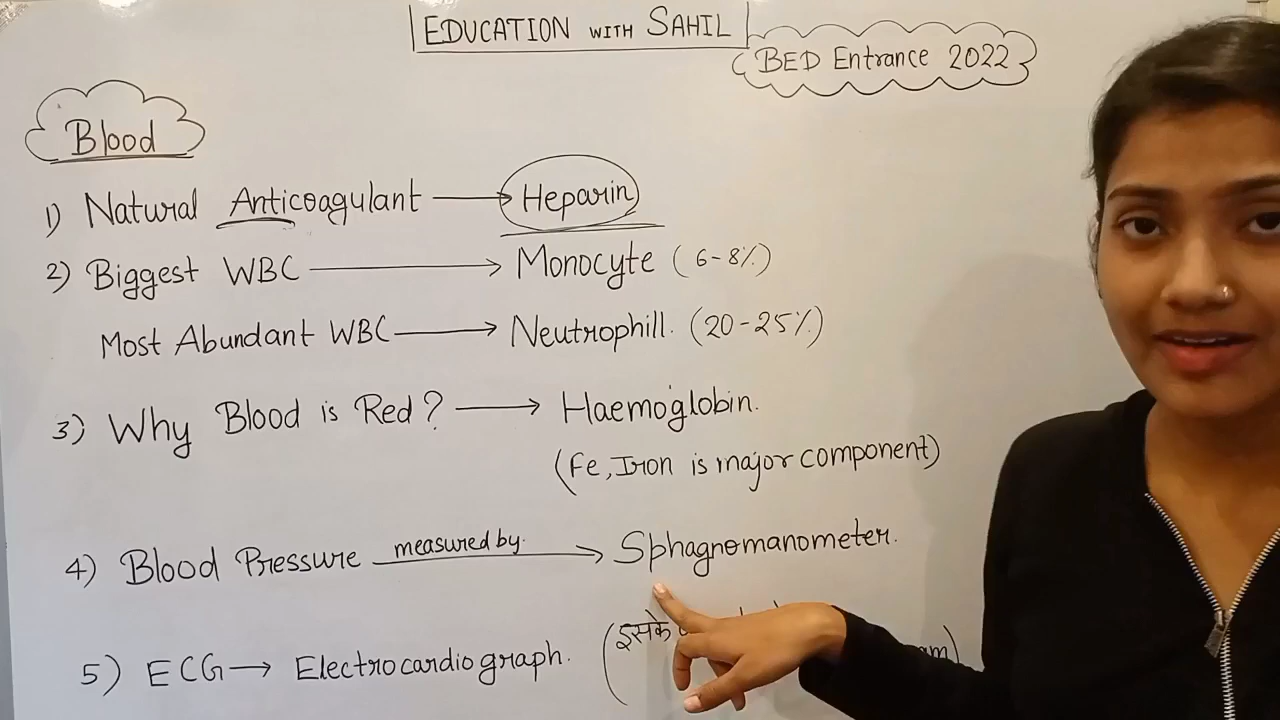 EDUCATION WITH SAHIL
BED Entrance 2022
Blood
1) Natural Anticoagulant → Heparin
2) Biggest WBC → Monocyte (6-8%)
Most Abundant WBC → Neutrophill. (20-25%)
3) Why Blood is Red? → Haemoglobin.
(Fe, Iron is major component)
4) Blood Pressure measured by. → Sphagnomanometer.
5) ECG → Electrocardiograph. (इसके